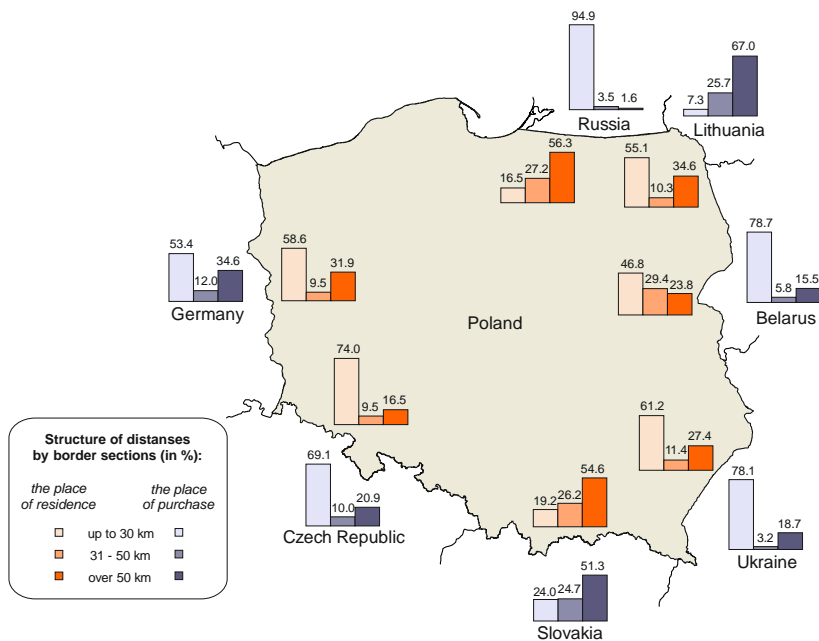 94.9
3.5
1.6
Russia
67.0
25.7
7.3
Lithuania
56.3
27.2
16.5
55.1
34.6
10.3
78.7
15.5
5.8
Belarus
53.4
34.6
12.0
Germany
58.6
31.9
9.5
46.8
29.4
23.8
Poland
74.0
16.5
9.5
61.2
27.4
11.4
Structure of distanses
by border sections (in %):
the place
of residence
the place
of purchase
up to 30 km
31 - 50 km
over 50 km
69.1
20.9
10.0
Czech Republic
54.6
26.2
19.2
78.1
18.7
3.2
Ukraine
51.3
24.0
24.7
Slovakia